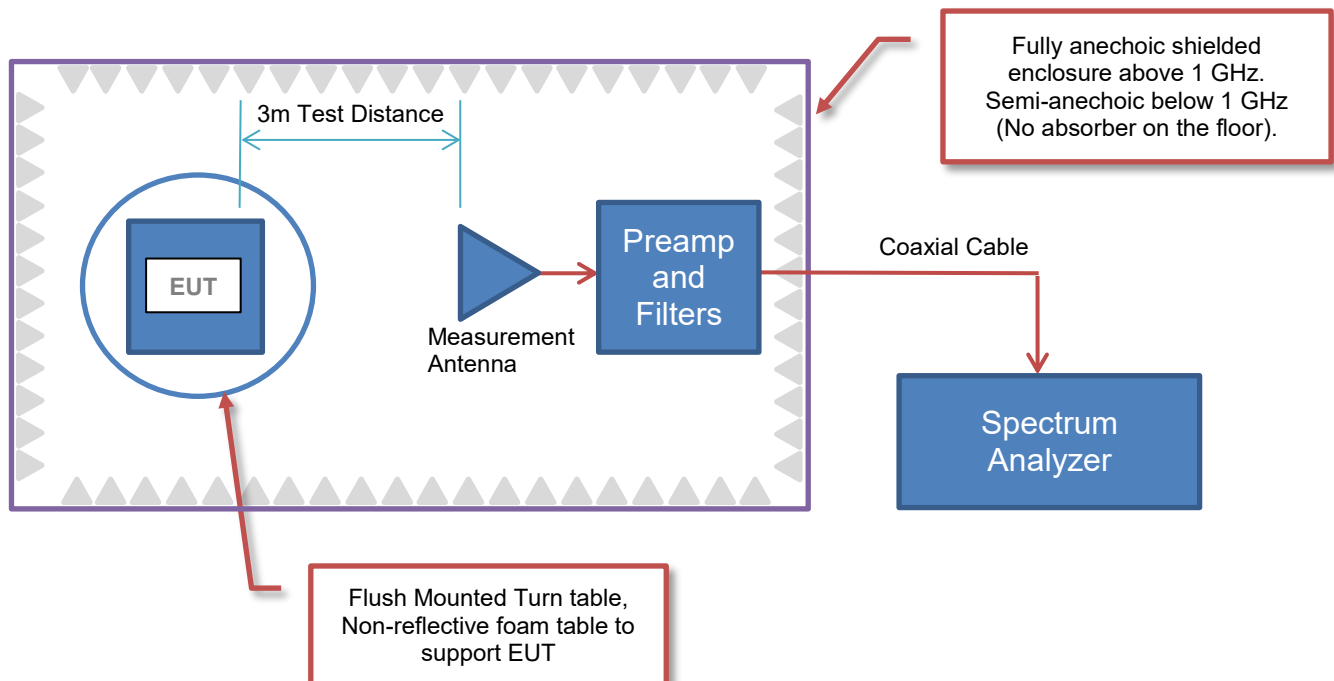 Fully anechoic shielded
enclosure above 1 GHz.
Semi-anechoic below 1 GHz
(No absorber on the floor).
3m Test Distance
EUT
Measurement
Antenna
Preamp
and
Filters
Coaxial Cable
Spectrum
Analyzer
Flush Mounted Turn table,
Non-reflective foam table to
support EUT